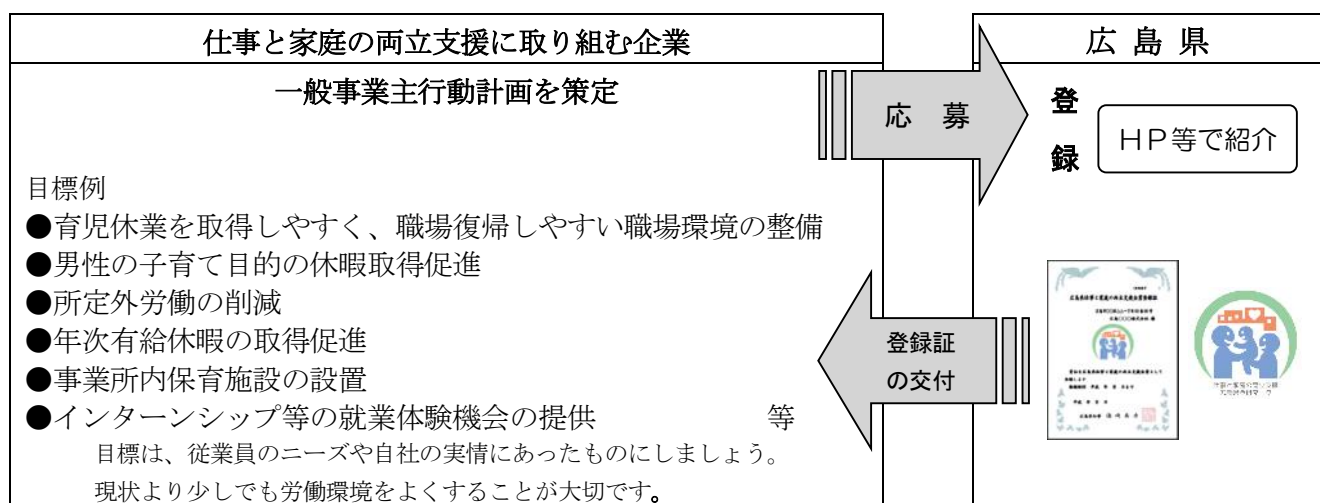 仕事と家庭の両立支援に取り組む企業
一般事業主行動計画を策定
目標例
●育児休業を取得しやすく、職場復帰しやすい職場環境の整備
●男性の子育て目的の休暇取得促進
●所定外労働の削減
●年次有給休暇の取得促進
●事業所内保育施設の設置
●インターンシップ等の就業体験機会の提供 等
目標は、従業員のニーズや自社の実情にあったものにしましょう。
現状より少しでも労働環境をよくすることが大切です。
応 募
登録証
の交付
広 島 県
登
録
HP等で紹介